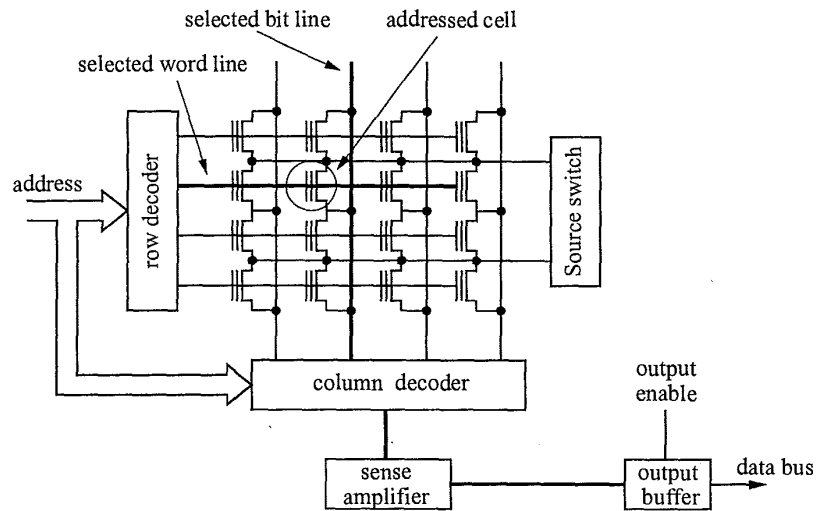 selected bit line
addressed cell
selected word line
address
row decoder
Source switch
column decoder
output
enable
sense
amplifier
output
buffer
data bus